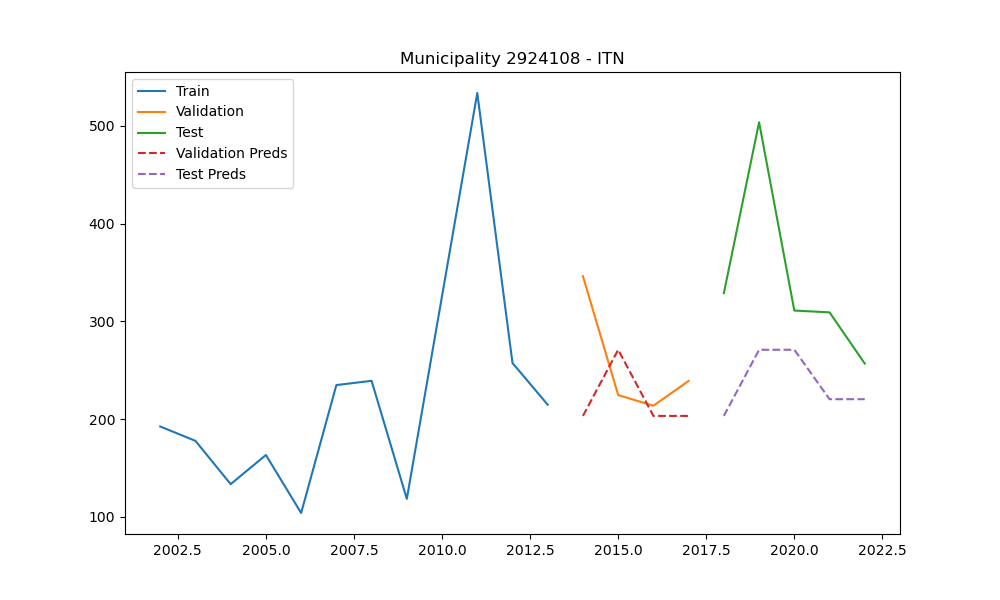 Municipality 2924108 - ITN
Train
Validation
Test
Validation Preds
Test Preds
500
400
300
200
100
2002.5 2005.0 2007.5 2010.0 2012.5 2015.0 2017.5 2020.0 2022.5